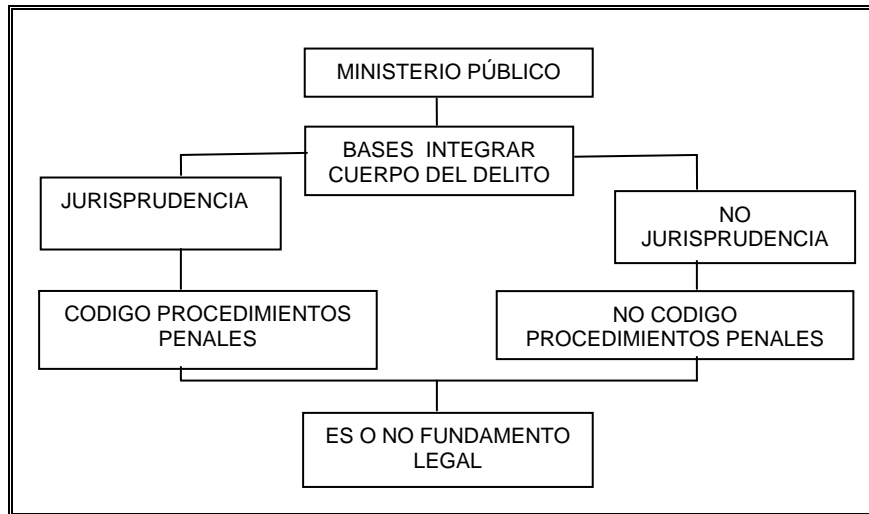 MINISTERIO PÚBLICO
BASES INTEGRAR
CUERPO DEL DELITO
JURISPRUDENCIA
NO
JURISPRUDENCIA
CODIGO PROCEDIMIENTOS
PENALES
NO CODIGO
PROCEDIMIENTOS PENALES
ES O NO FUNDAMENTO
LEGAL